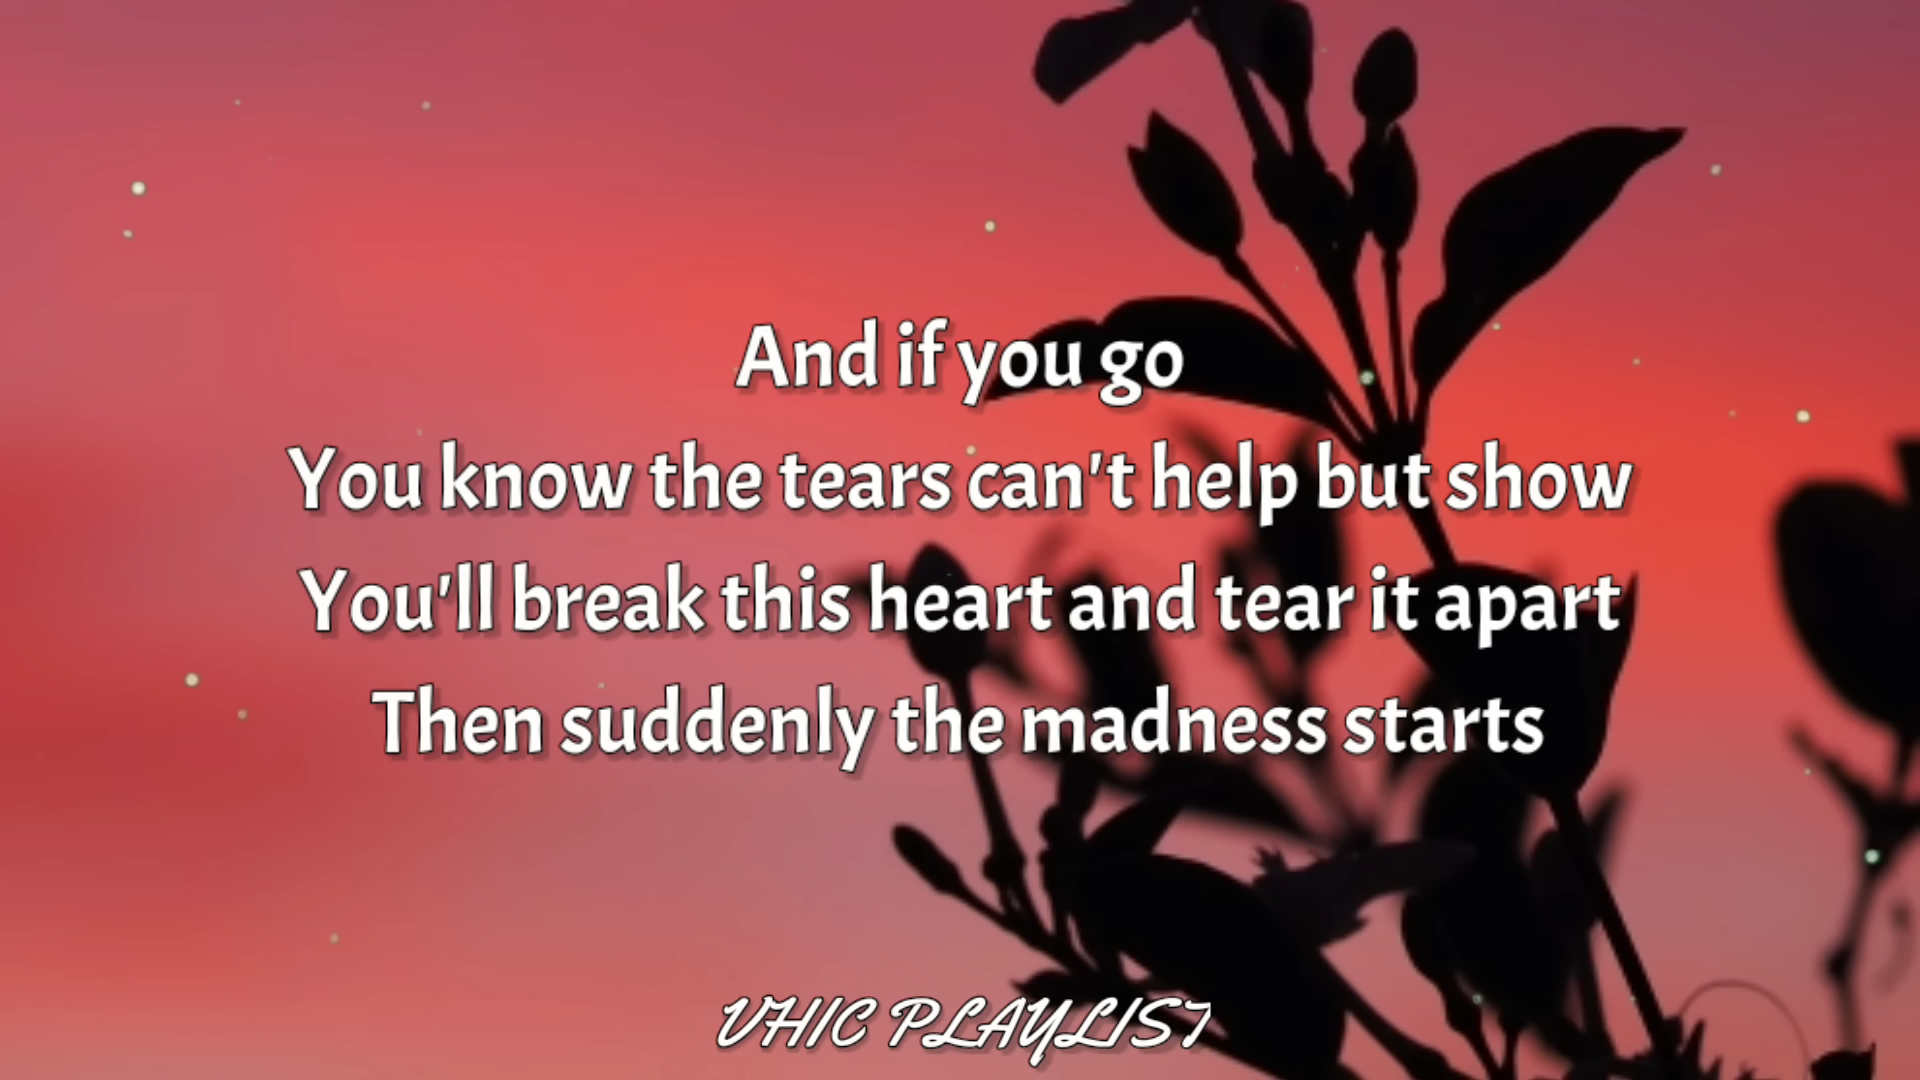 And if you go
You know the tears can't help but show
You'll break this heart and tear it apart
Then suddenly the madness starts
VHIC PLAYLIST